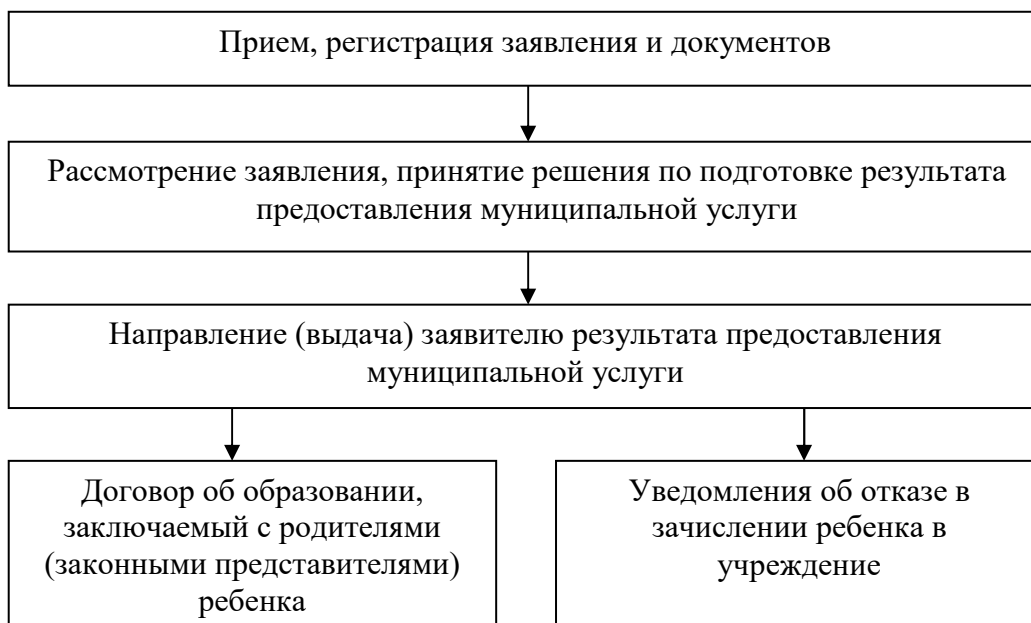 Прием, регистрация заявления и документов
Рассмотрение заявления, принятие решения по подготовке результата
предоставления муниципальной услуги
Направление (выдача) заявителю результата предоставления
муниципальной услуги
Договор об образовании,
заключаемый с родителями
(законными представителями)
ребенка
Уведомления об отказе в
зачислении ребенка в
учреждение